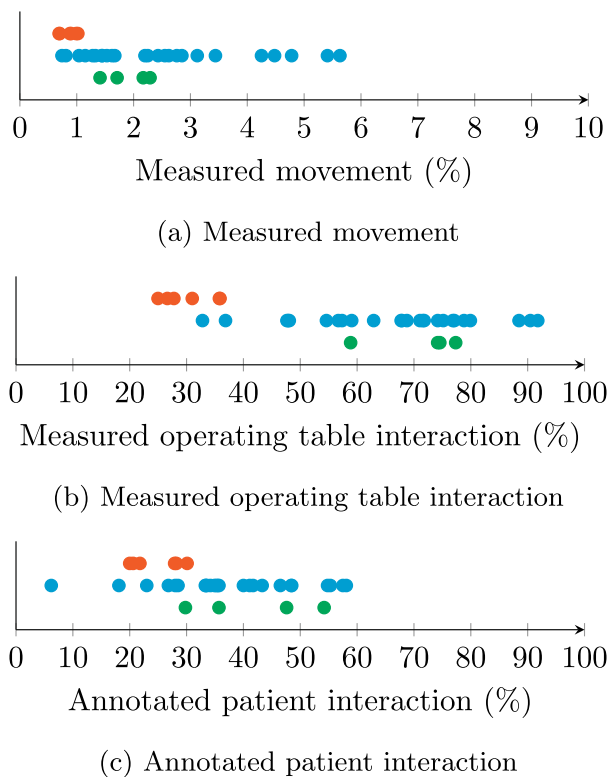 0 1 2 3 4 5 6 7 8 9 10
Measured movement (%)
(a) Measured movement
0 10 20 30 40 50 60 70 80 90 100
Measured operating table interaction (%)
(b) Measured operating table interaction
0 10 20 30 40 50 60 70 80 90 100
Annotated patient interaction (%)
(c) Annotated patient interaction